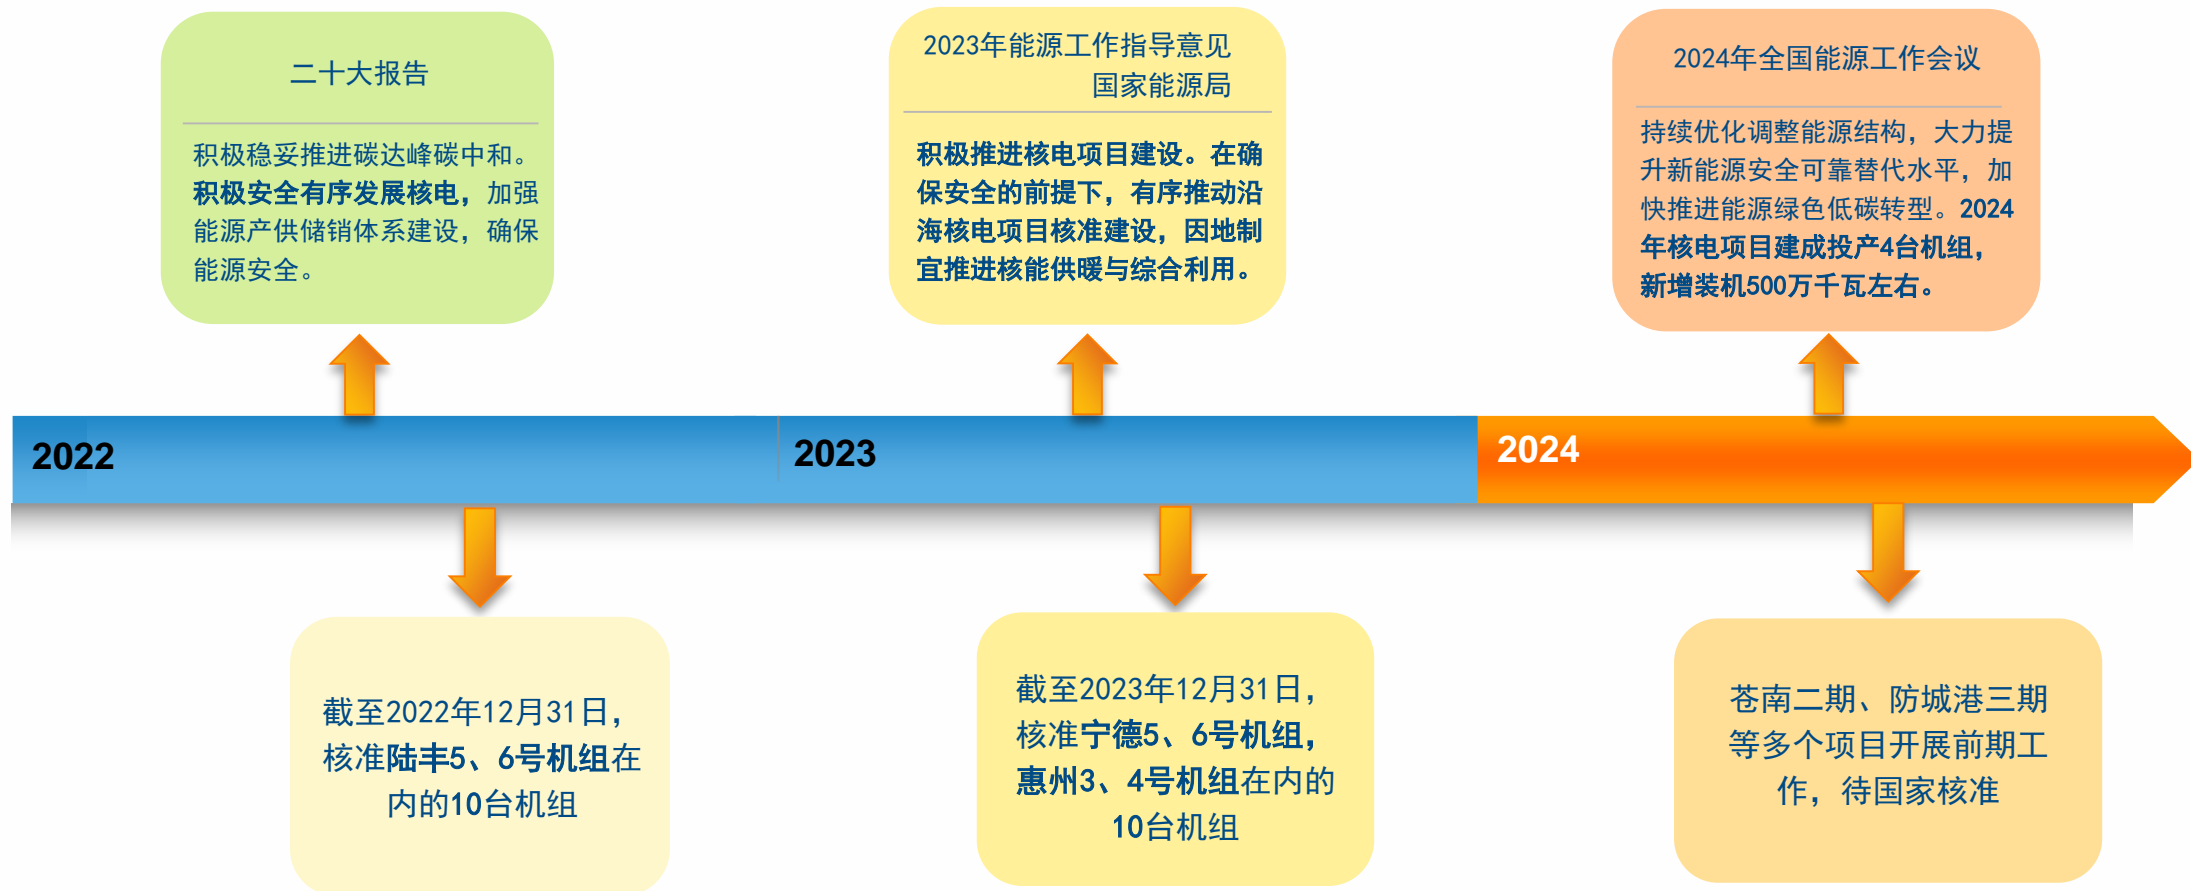 二十大报告
积极稳妥推进碳达峰碳中和。
积极安全有序发展核电，加强
能源产供储销体系建设，确保
能源安全。
2023年能源工作指导意见
国家能源局
积极推进核电项目建设。在确
保安全的前提下，有序推动沿
海核电项目核准建设，因地制
宜推进核能供暖与综合利用。
2024年全国能源工作会议
持续优化调整能源结构，大力提
升新能源安全可靠替代水平，加
快推进能源绿色低碳转型。2024
年核电项目建成投产4台机组，
新增装机500万千瓦左右。
2022
2023
2024
截至2022年12月31日，
核准陆丰5、6号机组在
内的10台机组
截至2023年12月31日，
核准宁德5、6号机组，
惠州3、4号机组在内的
10台机组
苍南二期、防城港三期
等多个项目开展前期工
作，待国家核准